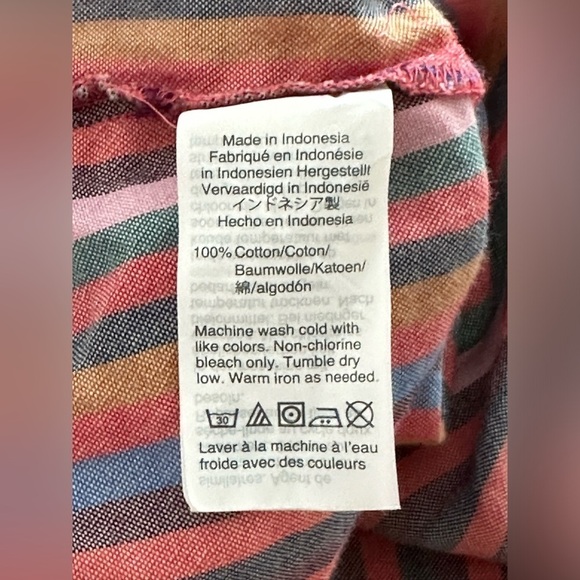 Made in Indonesia
Fabriqué en Indonésie
in Indonesien Hergestellt
Vervaardigd in Indonesië
インドネシア製
Hecho en Indonesia
100% Cotton/Coton/
Baumwolle/Katoen/
綿/algodón
Machine wash cold with
like colors. Non-chlorine
bleach only. Tumble dry
low. Warm iron as needed.
30
Laver à la machine à l'eau
froide avec des couleurs